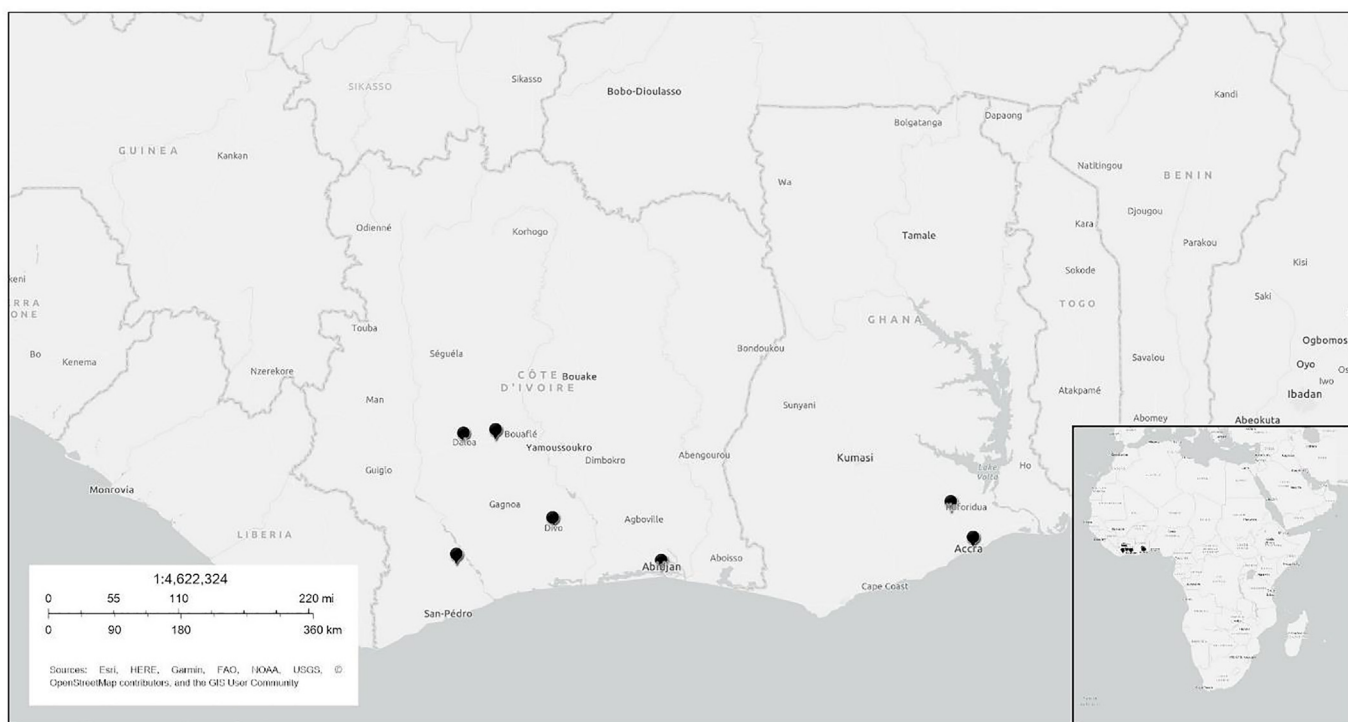 Sikasso
SIKASSO
Bobo-Dioulasso
Kandi
Bolgatanga
Dapaong
GUINEA
Kankan
Natitingou
BENIN
Wa
Djougou
Odienné
Korhogo
Tamale
Kara
Parakou
Kisi
keni
Sokode
Saki
RRA
ONE
TOGO
GHANA
Touba
Ogbomos
Bo
Kenema
Séguéla
Bondoukou
Savalou
Oyo
Nzerekore
CÔTE
D'IVOIRE
Bouake
Iwo
Os
Man
Sunyani
Atakpamé
Ibadan
Abomey
Abeokuta
Daloa
Bouaflé
Yamoussoukro
Dimbokro
Abengourou
Kumasi
Guiglo
Lake
Volta
Ho
Monrovia
Gagnoa
Divo
Agboville
LIBERIA
Accra
Abidjan
Aboisso
Cape Coast
San-Pédro
1:4,622,324
0 55 110 220 mi
0 90 180 360 km
Sources: Esri, HERE, Garmin, FAO, NOAA, USGS, ©
OpenStreetMap contributors, and the GIS User Community